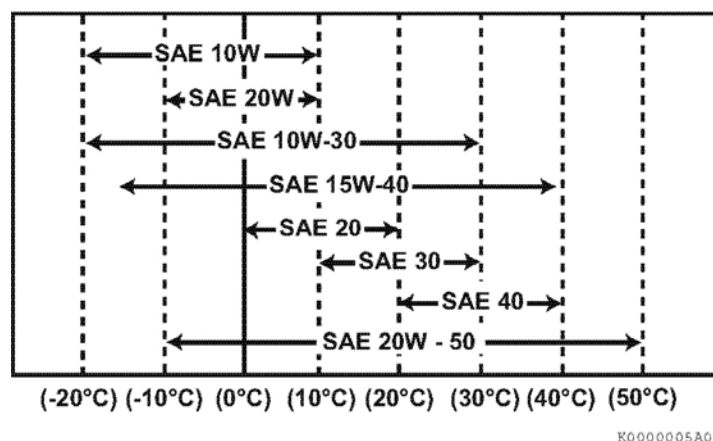 SAE 10W
SAE 20W
SAE 10W-30
SAE 15W-40
SAE 20
SAE 30
SAE 40
SAE 20W - 50
(-20°C) (-10°C) (0°C) (10°C) (20°C) (30°C) (40°C) (50°C)
K0000005A0